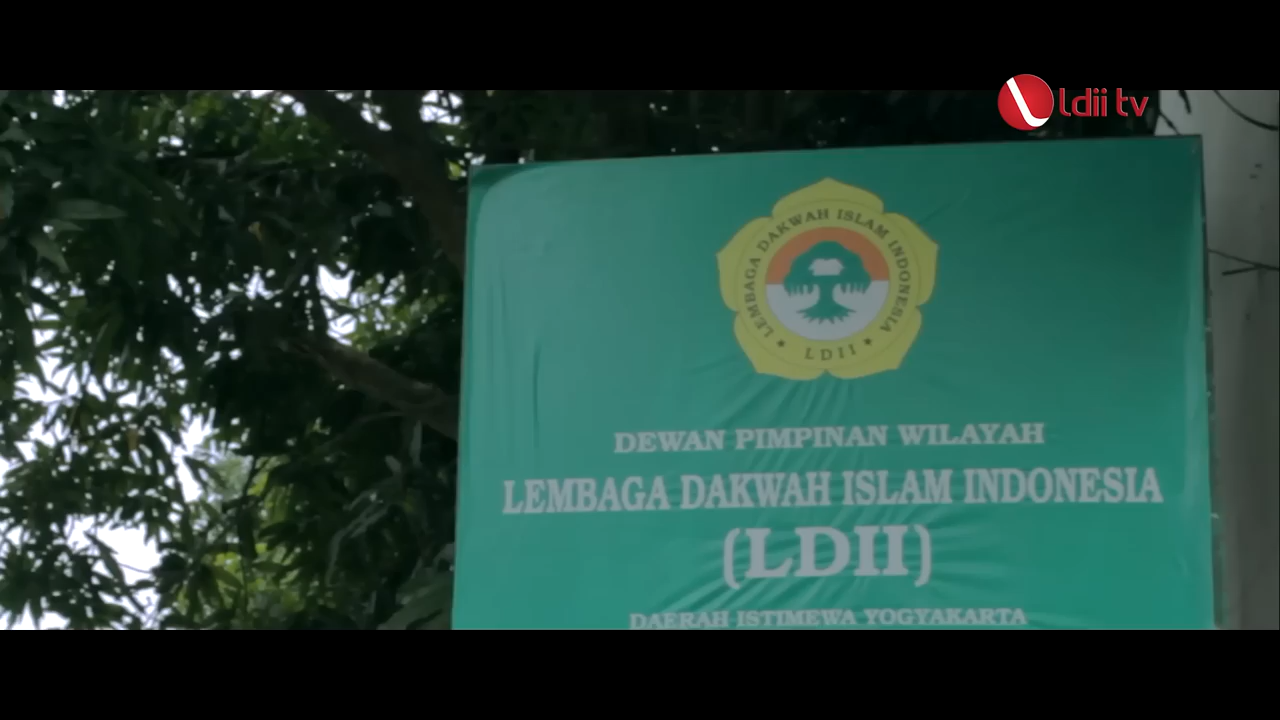 ldii tv
LEMBAGA DAKWAH ISLAM INDONESIA
★ LDII ★
DEWAN PIMPINAN WILAYAH
LEMBAGA DAKWAH ISLAM INDONESIA
(LDII)
DAERAH ISTIMEWA YOGYAKARTA